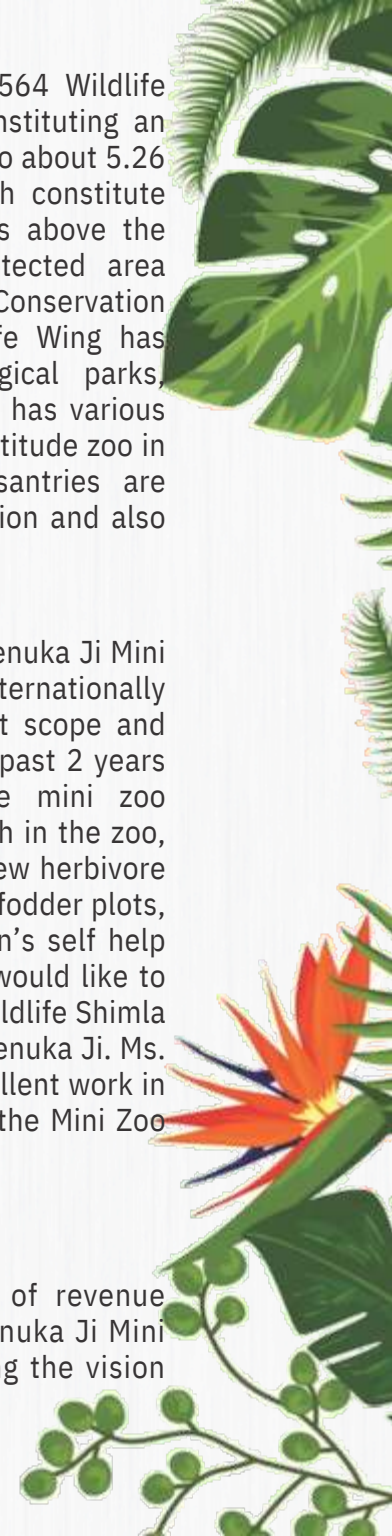 564 Wildlife
nstituting an
o about 5.26
h constitute
s above the
tected area
Conservation
fe Wing has
gical parks,
has various
titude zoo in
santries are
ion and also
enuka Ji Mini
ternationally
t scope and
past 2 years
e mini zoo
h in the zoo,
ew herbivore
fodder plots,
n's self help
would like to
ldlife Shimla
enuka Ji. Ms.
llent work in
the Mini Zoo
of revenue
nuka Ji Mini
ng the vision